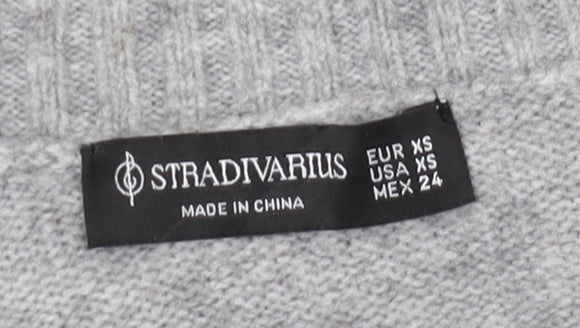 STRADIVARIUS
MADE IN CHINA
EUR XS
USA XS
MEX 24